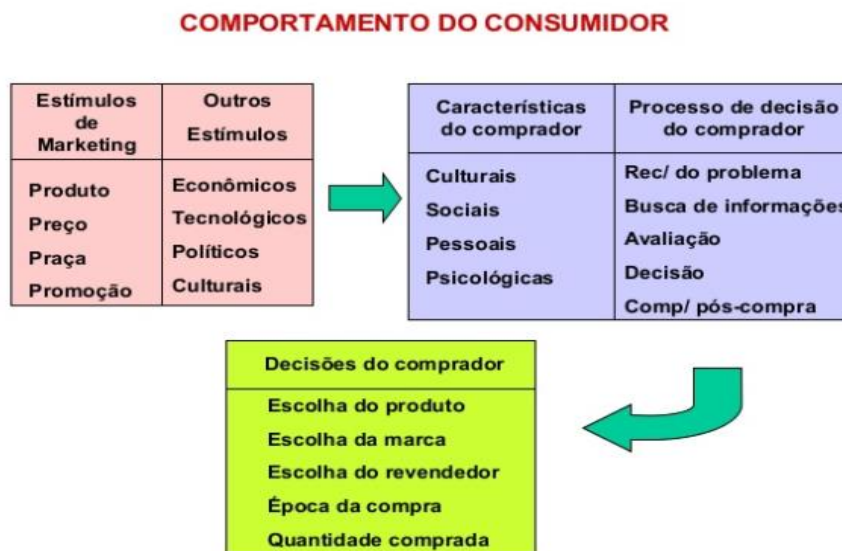 COMPORTAMENTO DO CONSUMIDOR
Estímulos
de
Marketing
Produto
Preço
Praça
Promoção
Outros
Estímulos
Econômicos
Tecnológicos
Políticos
Culturais
Características
do comprador
Culturais
Sociais
Pessoais
Psicológicas
Processo de decisão
do comprador
Rec/ do problema
Busca de informações
Avaliação
Decisão
Comp/ pós-compra
Decisões do comprador
Escolha do produto
Escolha da marca
Escolha do revendedor
Época da compra
Quantidade comprada